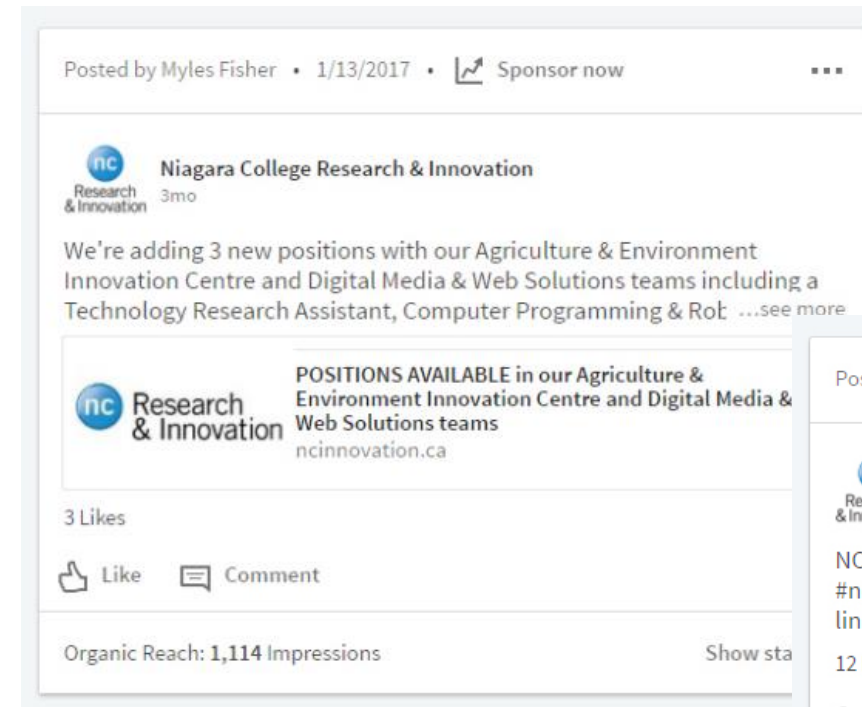 Posted by Myles Fisher • 1/13/2017 • Sponsor now
nc
Research
& Innovation
Niagara College Research & Innovation
3mo
We're adding 3 new positions with our Agriculture & Environment
Innovation Centre and Digital Media & Web Solutions teams including a
Technology Research Assistant, Computer Programming & Rob ...see more
nc Research
& Innovation
POSITIONS AVAILABLE in our Agriculture &
Environment Innovation Centre and Digital Media &
Web Solutions teams
ncinnovation.ca
3 Likes
Like Comment
Organic Reach: 1,114 Impressions
Show sta
Pos
12